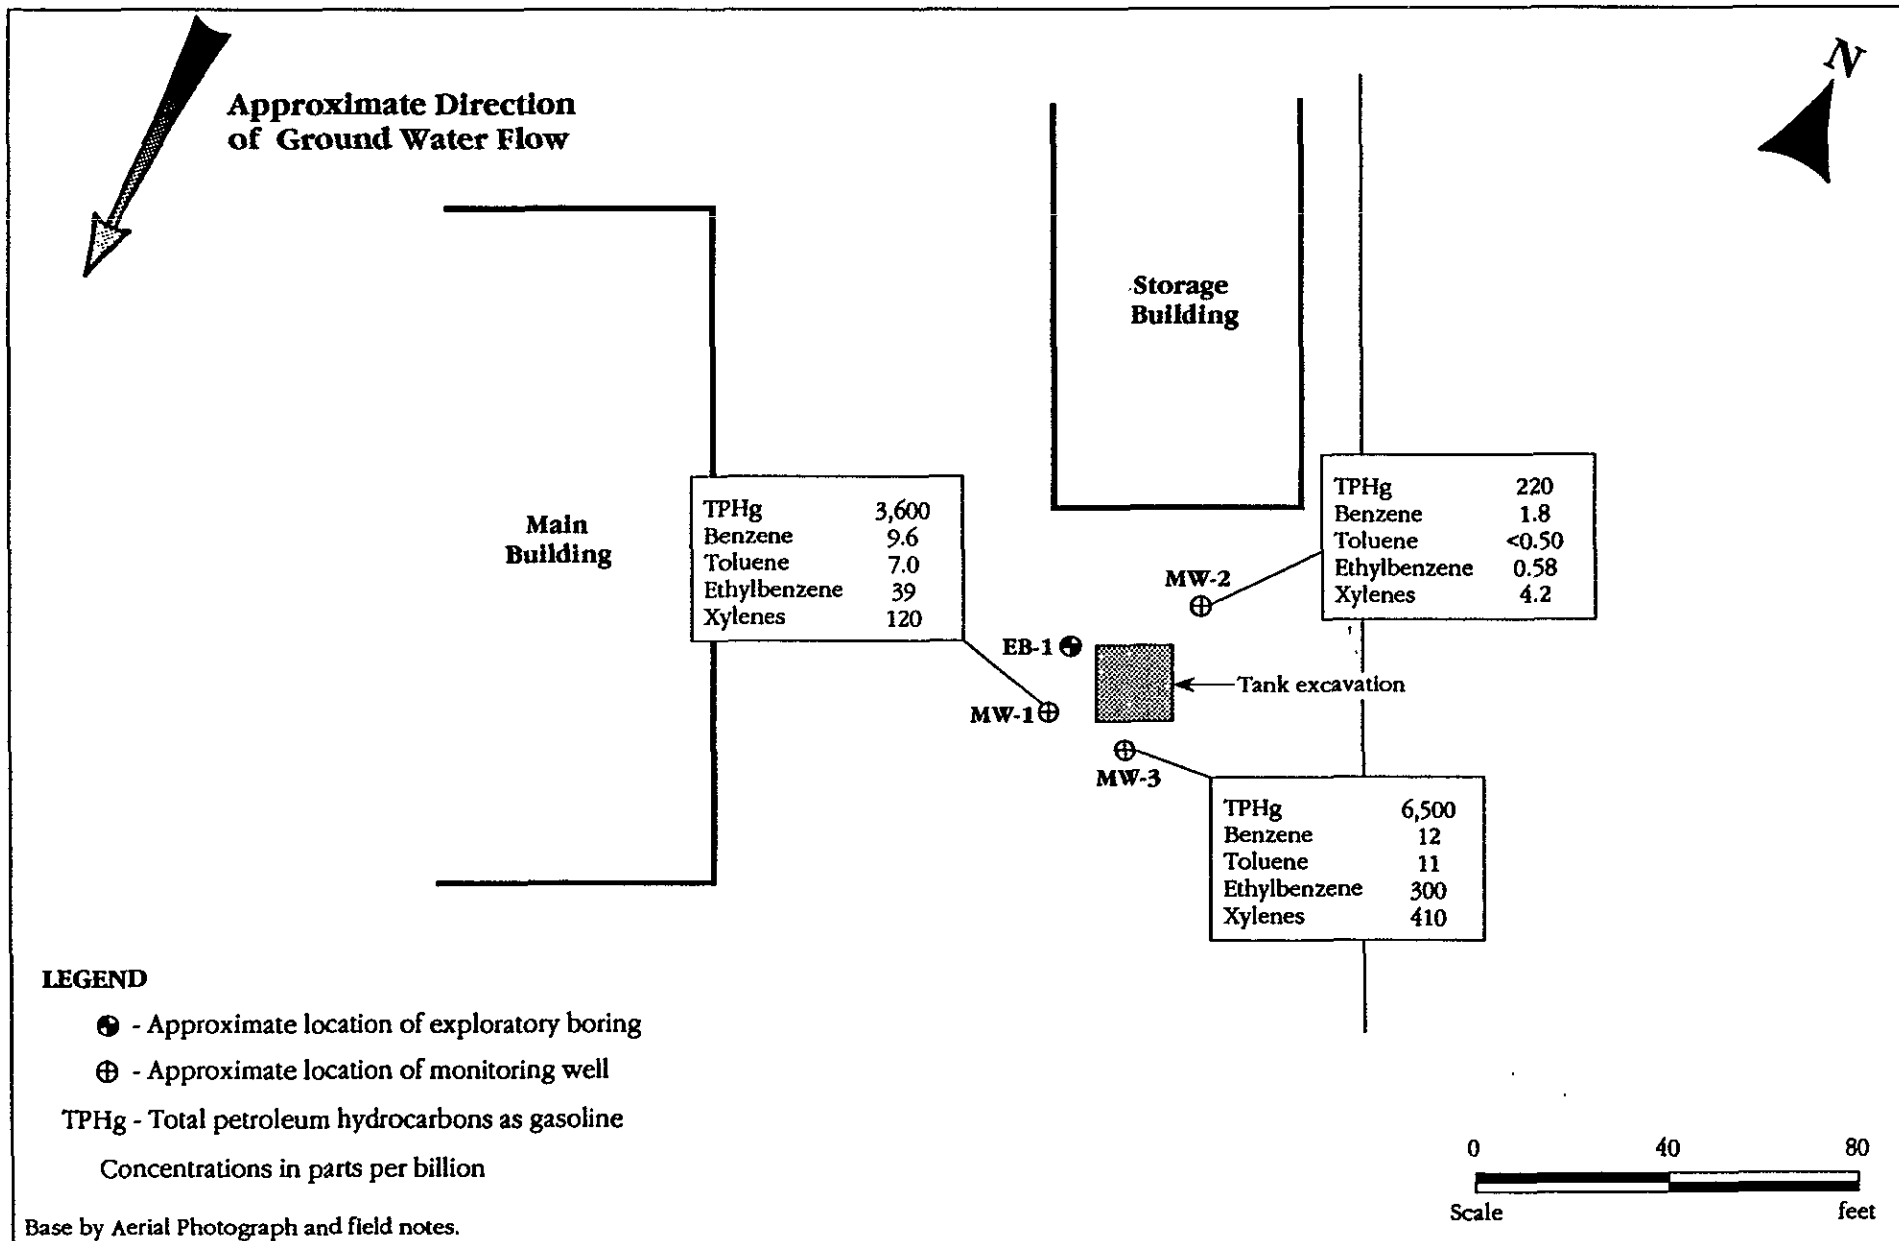 N
Approximate Direction
of Ground Water Flow
Storage
Building
Main
Building
TPHg 3,600
Benzene 9.6
Toluene 7.0
Ethylbenzene 39
Xylenes 120
TPHg 220
Benzene 1.8
Toluene <0.50
Ethylbenzene 0.58
Xylenes 4.2
MW-2
EB-1
Tank excavation
MW-1
MW-3
TPHg 6,500
Benzene 12
Toluene 11
Ethylbenzene 300
Xylenes 410
LEGEND
- Approximate location of exploratory boring
- Approximate location of monitoring well
TPHg - Total petroleum hydrocarbons as gasoline
Concentrations in parts per billion
0 40 80
Scale feet
Base by Aerial Photograph and field notes.